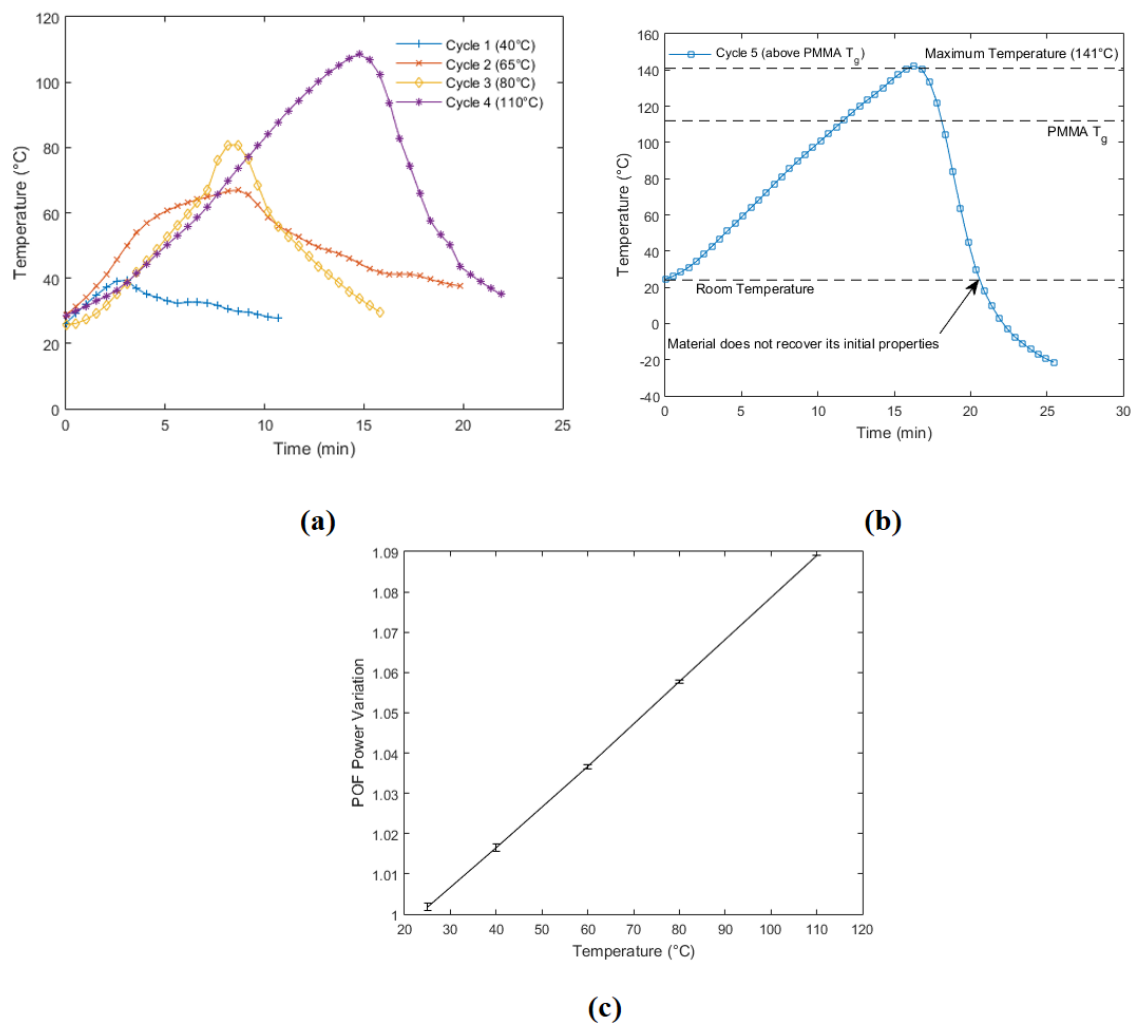 120
100
80
60
40
20
0
Temperature (°C)
0 5 10 15 20 25
Time (min)
Cycle 1 (40°C)
Cycle 2 (65°C)
Cycle 3 (80°C)
Cycle 4 (110°C)
(a)
160
140
120
100
80
60
40
20
0
-20
-40
Temperature (°C)
0 5 10 15 20 25 30
Time (min)
Cycle 5 (above PMMA Tg)
Maximum Temperature (141°C)
PMMA Tg
Room Temperature
Material does not recover its initial properties
(b)
1.09
1.08
1.07
1.06
1.05
1.04
1.03
1.02
1.01
1
POF Power Variation
20 30 40 50 60 70 80 90 100 110 120
Temperature (°C)
(c)